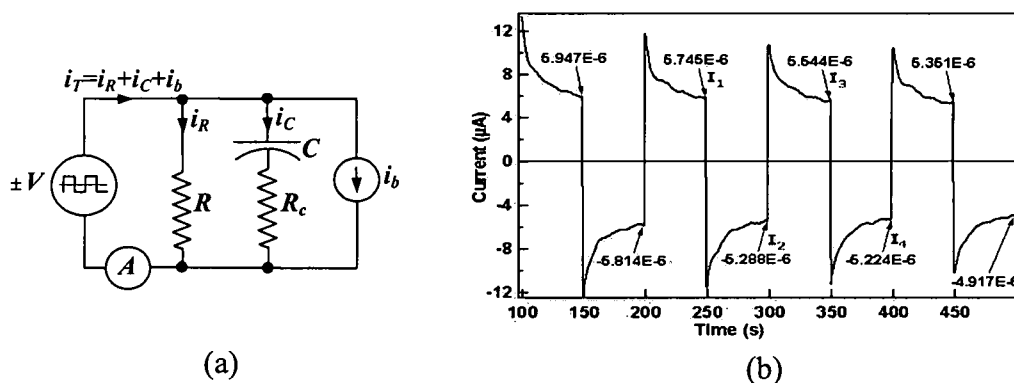 i_T=i_R+i_C+i_b
i_R
i_C
C
±V
R
R_c
i_b
A
(a)
Current (μA)
12
8
4
0
-4
-8
-12
5.947E-6
5.745E-6
I_1
5.544E-6
I_3
5.351E-6
-5.814E-6
I_2
-5.288E-6
I_4
-5.224E-6
-4.917E-6
100 150 200 250 300 350 400 450
Time (s)
(b)